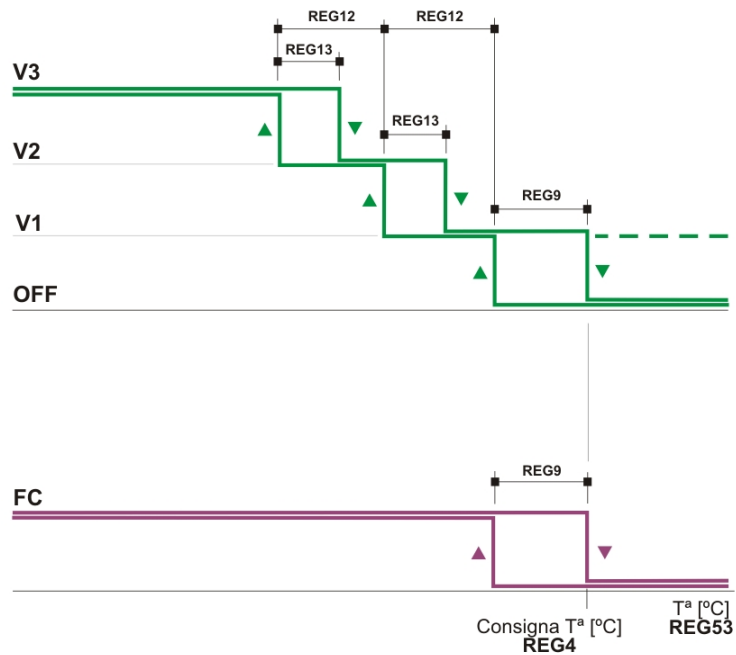 REG12 REG12
REG13
V3
REG13
V2
REG9
V1
OFF
REG9
FC
Consigna Tª [ºC]
REG4
Tª [ºC]
REG53